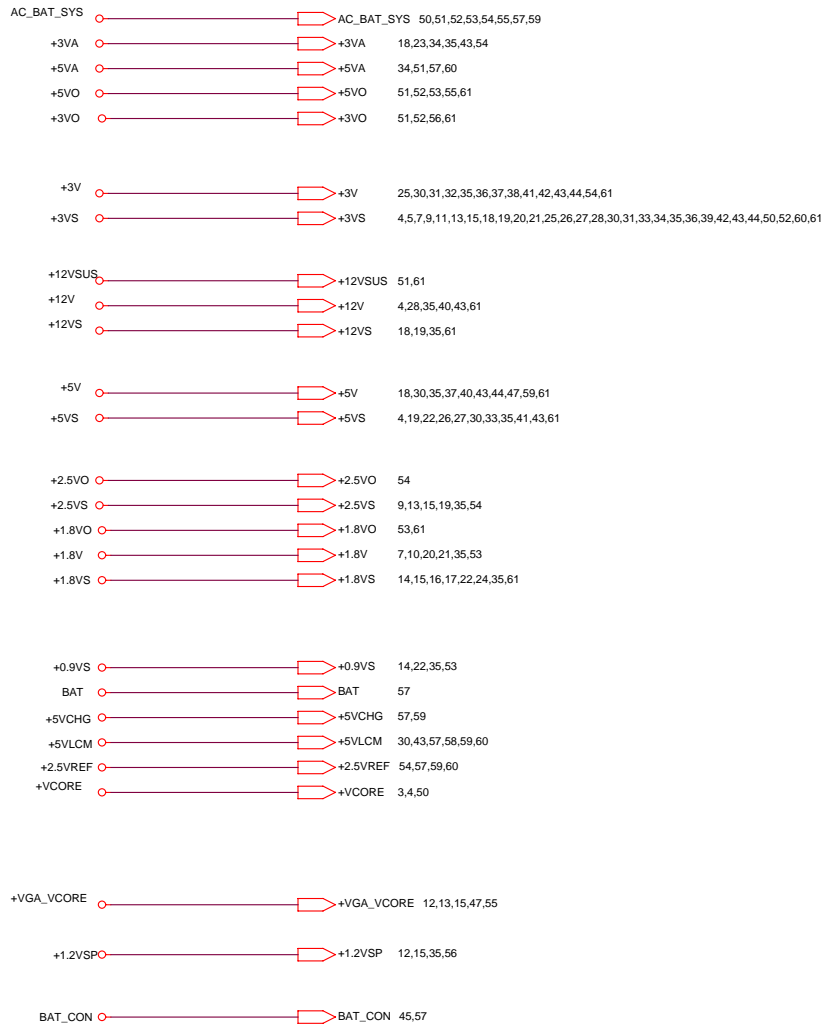 AC_BAT_SYS AC_BAT_SYS 50,51,52,53,54,55,57,59
+3VA +3VA 18,23,34,35,43,54
+5VA +5VA 34,51,57,60
+5VO +5VO 51,52,53,55,61
+3VO +3VO 51,52,56,61
+3V +3V 25,30,31,32,35,36,37,38,41,42,43,44,54,61
+3VS +3VS 4,5,7,9,11,13,15,18,19,20,21,25,26,27,28,30,31,33,34,35,36,39,42,43,44,50,52,60,61
+12VSUS +12VSUS 51,61
+12V +12V 4,28,35,40,43,61
+12VS +12VS 18,19,35,61
+5V +5V 18,30,35,37,40,43,44,47,59,61
+5VS +5VS 4,19,22,26,27,30,33,35,41,43,61
+2.5VO +2.5VO 54
+2.5VS +2.5VS 9,13,15,19,35,54
+1.8VO +1.8VO 53,61
+1.8V +1.8V 7,10,20,21,35,53
+1.8VS +1.8VS 14,15,16,17,22,24,35,61
+0.9VS +0.9VS 14,22,35,53
BAT BAT 57
+5VCHG +5VCHG 57,59
+5VLCM +5VLCM 30,43,57,58,59,60
+2.5VREF +2.5VREF 54,57,59,60
+VCORE +VCORE 3,4,50
+VGA_VCORE +VGA_VCORE 12,13,15,47,55
+1.2VSP +1.2VSP 12,15,35,56
BAT_CON BAT_CON 45,57